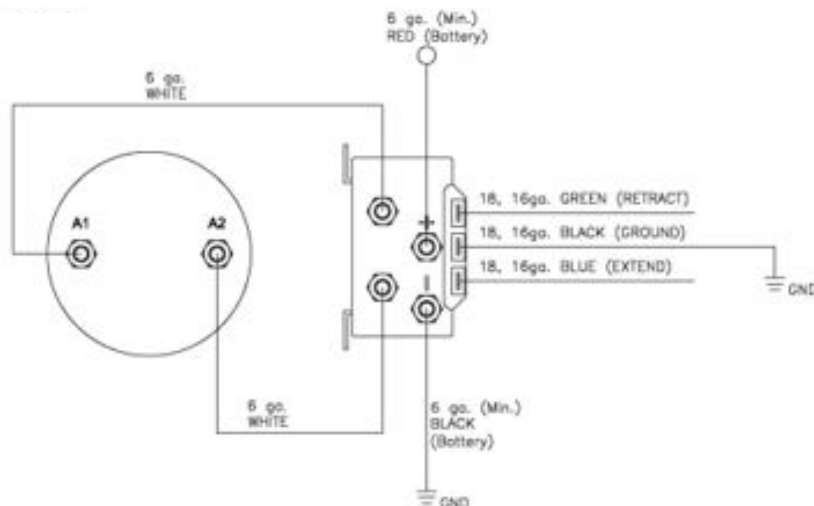 6 ga. (Min.)
RED (Battery)
6 ga.
WHITE
A1
A2
+
-
18, 16ga. GREEN (RETRACT)
18, 16ga. BLACK (GROUND)
18, 16ga. BLUE (EXTEND)
GND
6 ga.
WHITE
6 ga. (Min.)
BLACK
(Battery)
GND